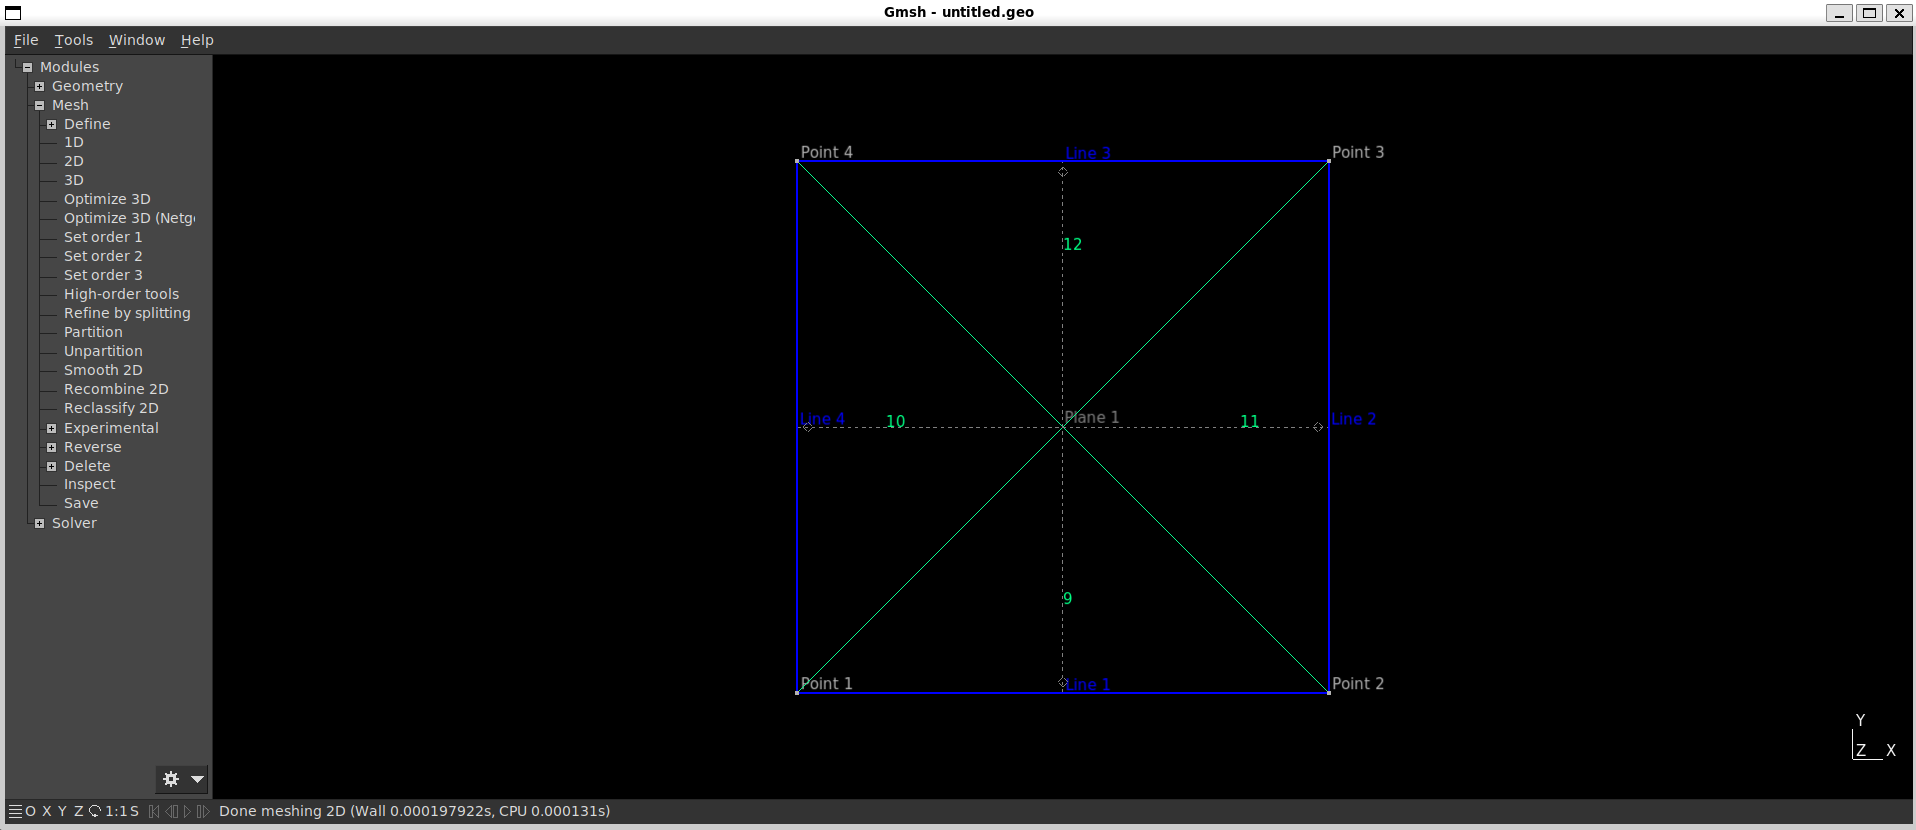 Gmsh - untitled.geo
File Tools Window Help
Modules
Geometry
Mesh
Define
1D
2D
3D
Optimize 3D
Optimize 3D (Netg
Set order 1
Set order 2
Set order 3
High-order tools
Refine by splitting
Partition
Unpartition
Smooth 2D
Recombine 2D
Reclassify 2D
Experimental
Reverse
Delete
Inspect
Save
Solver
Point 4 Line 3 Point 3
12
Line 4 10 Plane 1 11 Line 2
9
Point 1 Line 1 Point 2
Y
Z X
O X Y Z 1:1 S Done meshing 2D (Wall 0.000197922s, CPU 0.000131s)